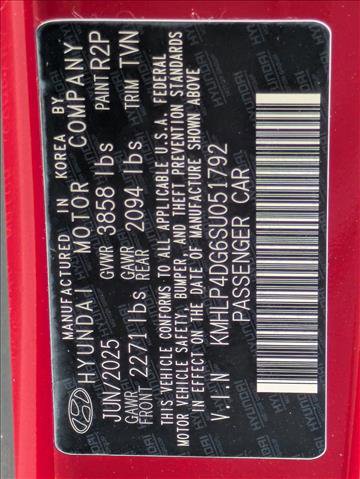 MANUFACTURED IN KOREA BY
HYUNDAI MOTOR COMPANY
JUN/2025 GVWR 3858 lbs PAINT R2P
GAWR FRONT 2271 lbs GAWR REAR 2094 lbs TRIM TVN
THIS VEHICLE CONFORMS TO ALL APPLICABLE U.S.A. FEDERAL
MOTOR VEHICLE SAFETY, BUMPER, AND THEFT PREVENTION STANDARDS
IN EFFECT ON THE DATE OF MANUFACTURE SHOWN ABOVE.
V.I.N KMHLP4DG6SU051792
PASSENGER CAR